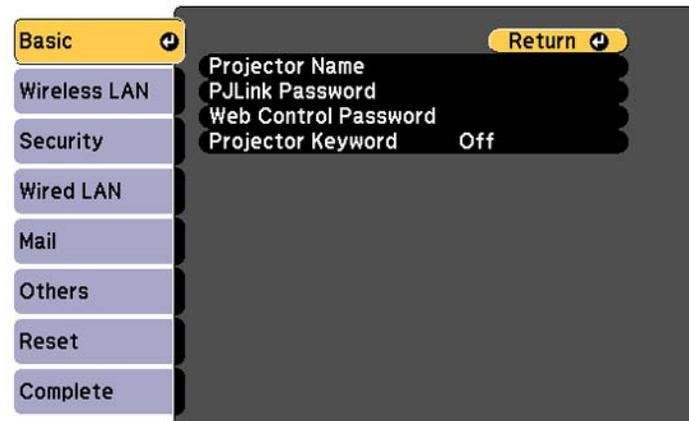 Basic
Wireless LAN
Security
Wired LAN
Mail
Others
Reset
Complete
Return
Projector Name
PJLink Password
Web Control Password
Projector Keyword Off